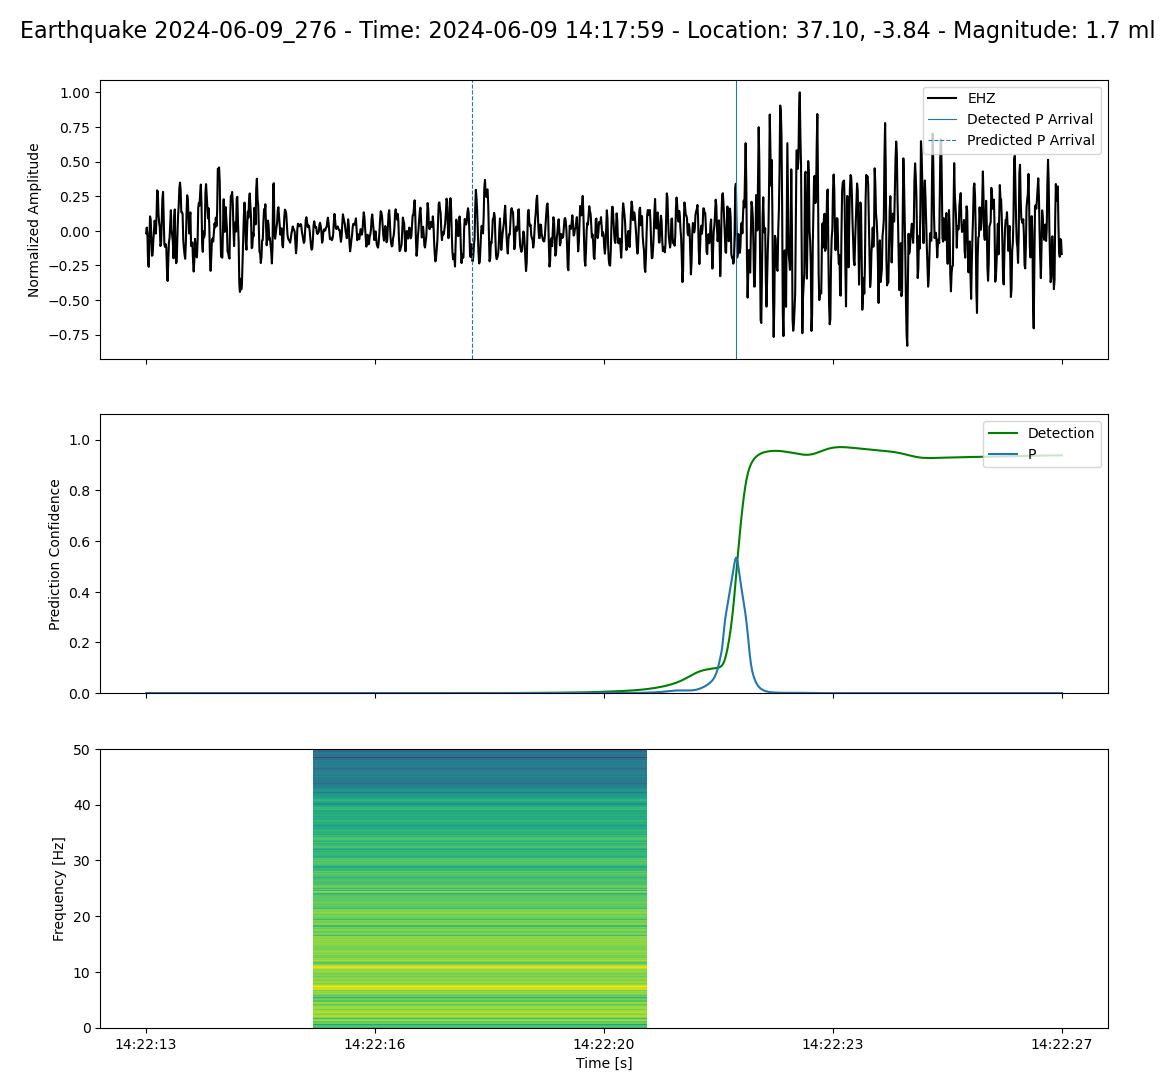 Earthquake 2024-06-09_276 - Time: 2024-06-09 14:17:59 - Location: 37.10, -3.84 - Magnitude: 1.7 ml
Normalized Amplitude
1.00
0.75
0.50
0.25
0.00
−0.25
−0.50
−0.75
EHZ
Detected P Arrival
Predicted P Arrival
Prediction Confidence
1.0
0.8
0.6
0.4
0.2
0.0
Detection
P
Frequency [Hz]
50
40
30
20
10
0
14:22:13 14:22:16 14:22:20 14:22:23 14:22:27
Time [s]